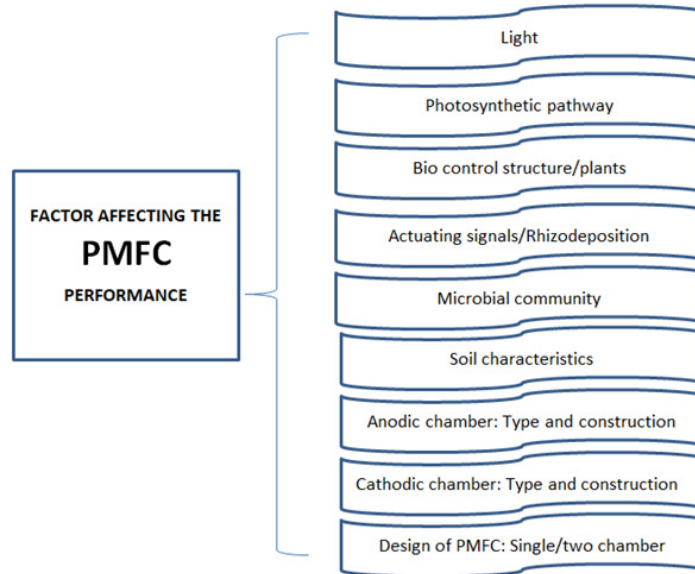 FACTOR AFFECTING THE
PMFC
PERFORMANCE
Light
Photosynthetic pathway
Bio control structure/plants
Actuating signals/Rhizodeposition
Microbial community
Soil characteristics
Anodic chamber: Type and construction
Cathodic chamber: Type and construction
Design of PMFC: Single/two chamber